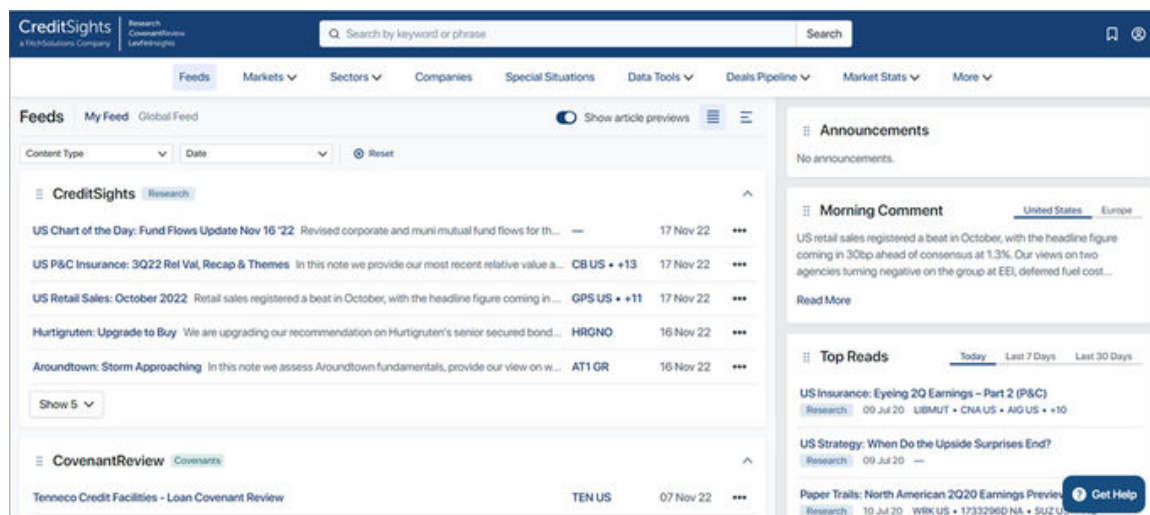 CreditSights
a FitchSolutions Company
Research
CovenantReview
LevFinInsights
Search by keyword or phrase
Search
Feeds Markets Sectors Companies Special Situations Data Tools Deals Pipeline Market Stats More
Feeds My Feed Global Feed
Show article previews
Content Type Date Reset
CreditSights Research
US Chart of the Day: Fund Flows Update Nov 16 '22 Revised corporate and muni mutual fund flows for th... — 17 Nov 22
US P&C Insurance: 3Q22 Rel Val, Recap & Themes In this note we provide our most recent relative value a... CB US • +13 17 Nov 22
US Retail Sales: October 2022 Retail sales registered a beat in October, with the headline figure coming in ... GPS US • +11 17 Nov 22
Hurtigruten: Upgrade to Buy We are upgrading our recommendation on Hurtigruten's senior secured bond... HRGNO 16 Nov 22
Aroundtown: Storm Approaching In this note we assess Aroundtown fundamentals, provide our view on w... AT1 GR 16 Nov 22
Show 5
CovenantReview Covenants
Tenneco Credit Facilities - Loan Covenant Review TEN US 07 Nov 22
Announcements
No announcements.
Morning Comment United States Europe
US retail sales registered a beat in October, with the headline figure
coming in 30bp ahead of consensus at 1.3%. Our views on two
agencies turning negative on the group at EEI, deferred fuel cost...
Read More
Top Reads Today Last 7 Days Last 30 Days
US Insurance: Eyeing 2Q Earnings – Part 2 (P&C)
Research 09 Jul 20 LIBMUT • CNA US • AIG US • +10
US Strategy: When Do the Upside Surprises End?
Research 09 Jul 20 —
Paper Trails: North American 2Q20 Earnings Preview
Research 10 Jul 20 WRK US • 1733296D NA • SUZ US
Get Help